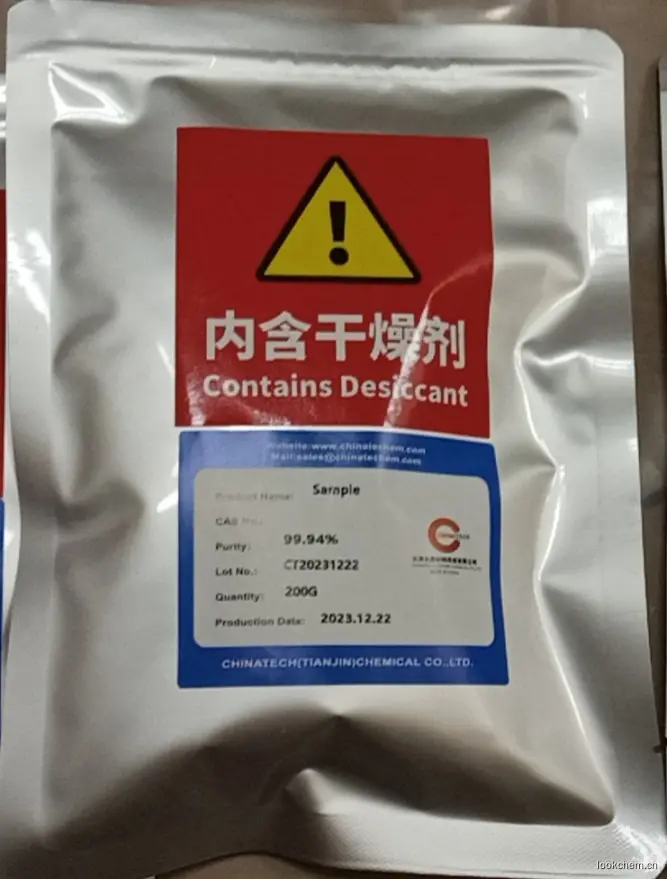 内含干燥剂
Contains Desiccant
Website:www.chinatechem.com
Mail:sales@chinatechem.com
Product Name: Sample
CAS No.:
Purity: 99.94%
Lot No.: CT20231222
Quantity: 200G
Production Date: 2023.12.22
CHINATECH(TIANJIN)CHEMICAL CO.,LTD.
lookchem.cn